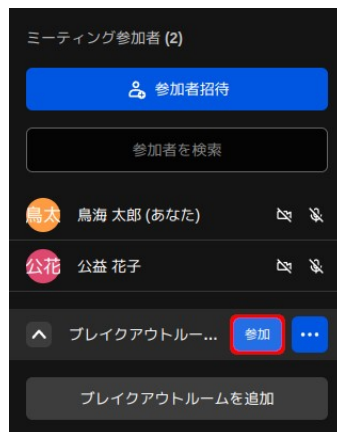 ミーティング参加者 (2)
参加者招待
参加者を検索
鳥太 鳥海 太郎 (あなた)
公花 公益 花子
ブレイクアウトルー... 参加
ブレイクアウトルームを追加